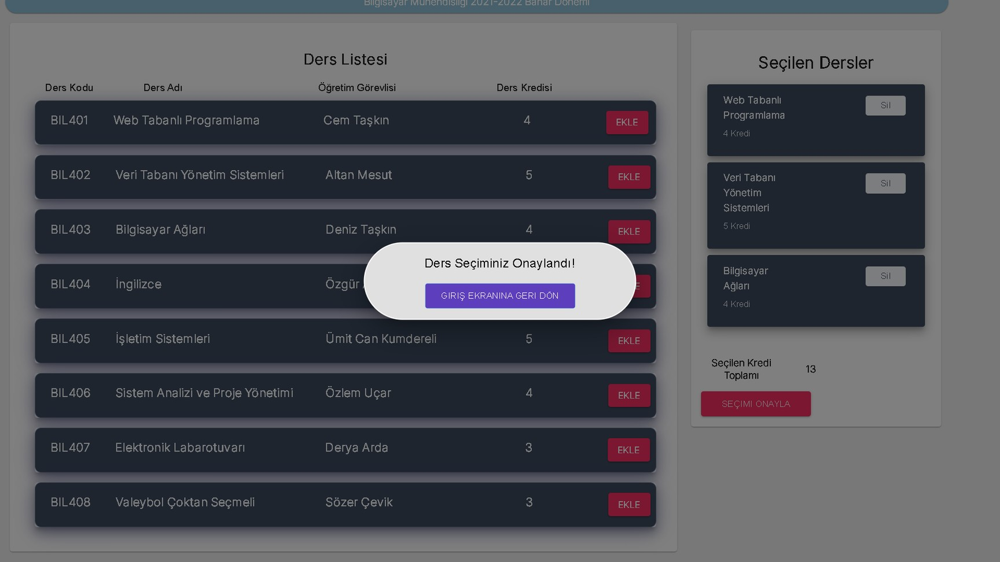 Bilgisayar Mühendisliği 2021-2022 Bahar Dönemi
Ders Listesi
Ders Kodu Ders Adı Öğretim Görevlisi Ders Kredisi
BIL401 Web Tabanlı Programlama Cem Taşkın 4 EKLE
BIL402 Veri Tabanı Yönetim Sistemleri Altan Mesut 5 EKLE
BIL403 Bilgisayar Ağları Deniz Taşkın 4 EKLE
BIL404 İngilizce Özgür
BIL405 İşletim Sistemleri Ümit Can Kumdereli 5 EKLE
BIL406 Sistem Analizi ve Proje Yönetimi Özlem Uçar 4 EKLE
BIL407 Elektronik Labarotuvarı Derya Arda 3 EKLE
BIL408 Valeybol Çoktan Seçmeli Sözer Çevik 3 EKLE
Ders Seçiminiz Onaylandı!
GIRIŞ EKRANINA GERI DÖN
Seçilen Dersler
Web Tabanlı
Programlama
Sil
4 Kredi
Veri Tabanı
Yönetim
Sistemleri
Sil
5 Kredi
Bilgisayar
Ağları
Sil
4 Kredi
Seçilen Kredi
Toplamı
13
SEÇIMI ONAYLA